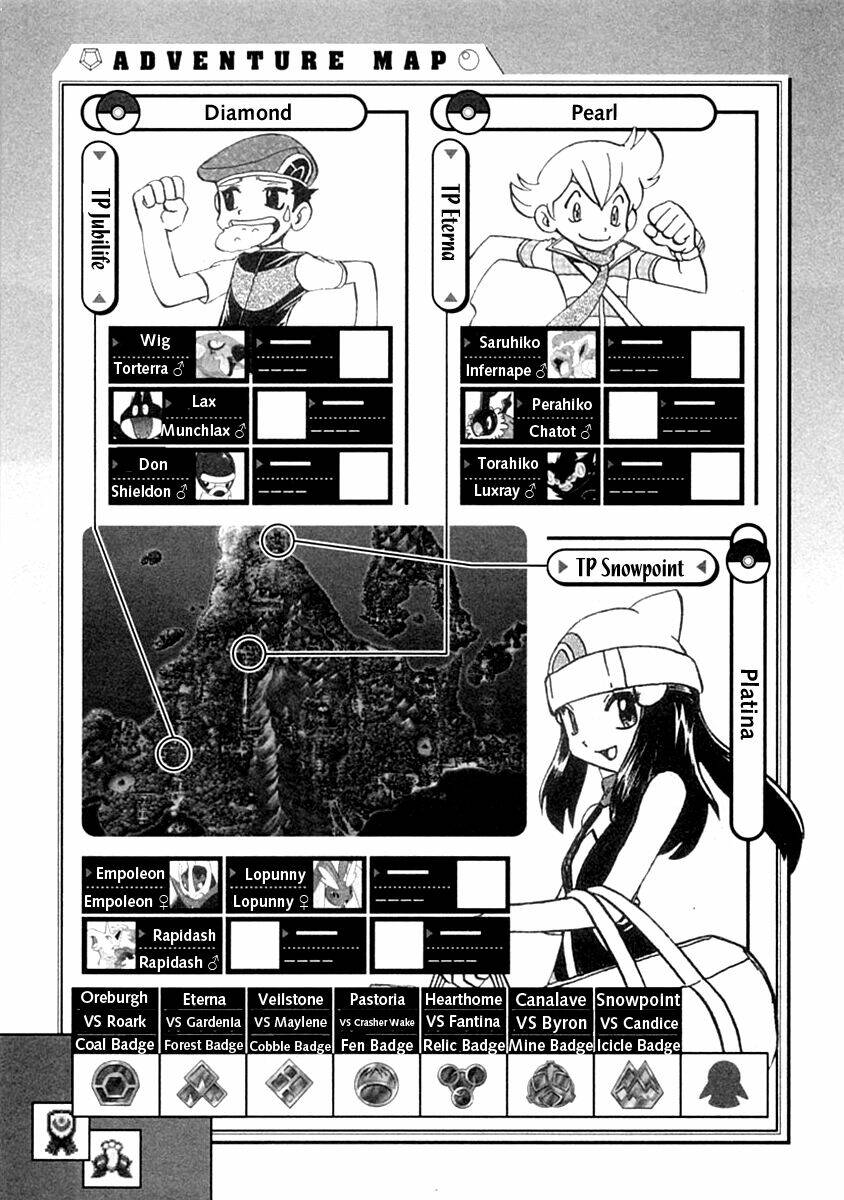 ADVENTURE MAP
Diamond
TP Jubilife
Wig
Torterra ♂
Lax
Munchlax ♂
Don
Shieldon ♂
Pearl
TP Eterna
Saruhiko
Infernape ♂
Perahiko
Chatot ♂
Torahiko
Luxray ♂
TP Snowpoint
Platina
Empoleon
Empoleon ♀
Lopunny
Lopunny ♀
Rapidash
Rapidash ♂
Oreburgh
VS Roark
Coal Badge
Eterna
VS Gardenia
Forest Badge
Veilstone
VS Maylene
Cobble Badge
Pastoria
VS Crasher Wake
Fen Badge
Hearthome
VS Fantina
Relic Badge
Canalave
VS Byron
Mine Badge
Snowpoint
VS Candice
Icicle Badge